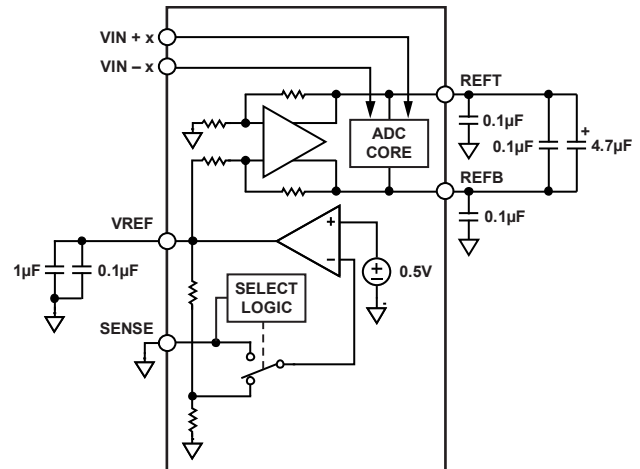 VIN + x
VIN – x
REFT
0.1µF
ADC
CORE
0.1µF
+
4.7µF
REFB
0.1µF
VREF
+
–
0.5V
1µF
0.1µF
SELECT
LOGIC
SENSE